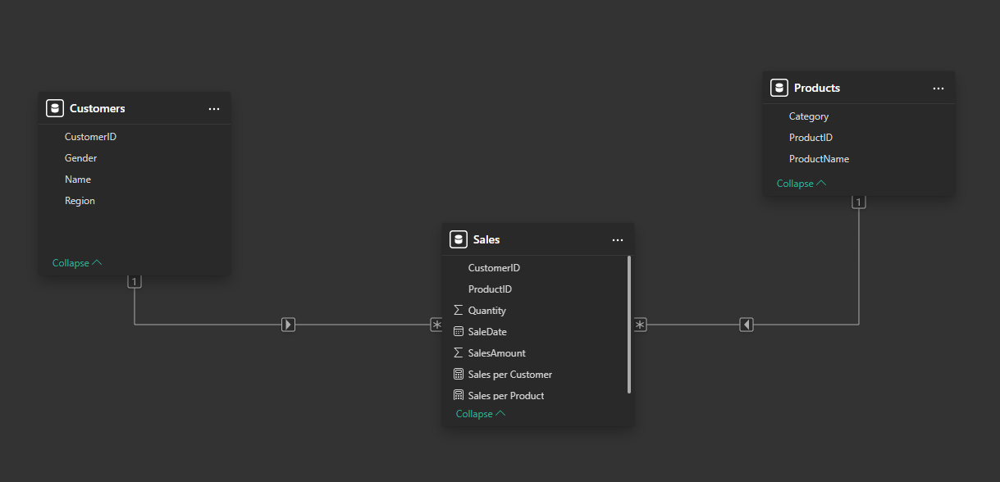 Customers
CustomerID
Gender
Name
Region
Collapse
1
Products
Category
ProductID
ProductName
Collapse
1
Sales
CustomerID
ProductID
Quantity
SaleDate
SalesAmount
Sales per Customer
Sales per Product
Collapse
*
*